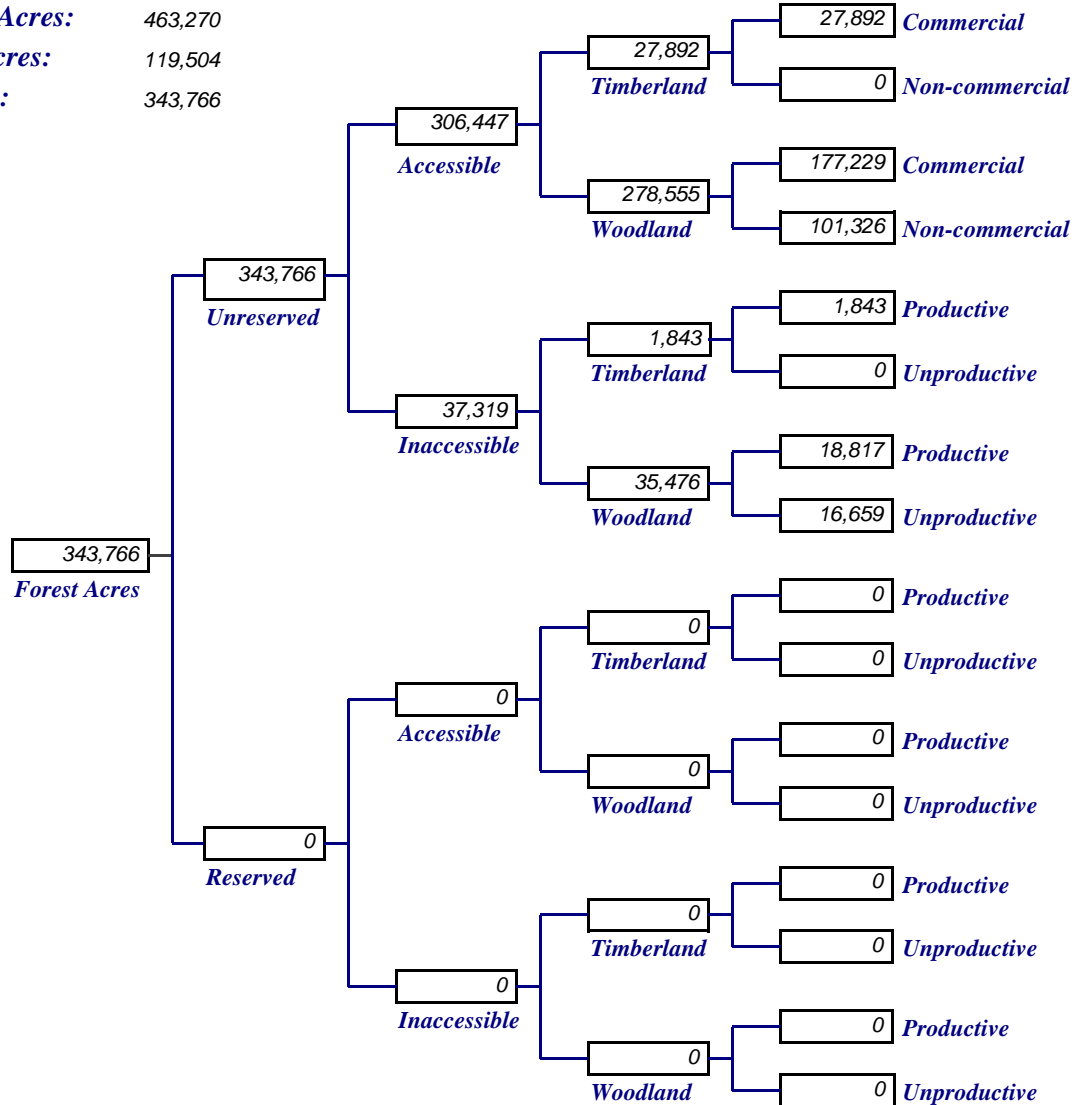 Acres: 463,270
cres: 119,504
: 343,766
27,892 Commercial
27,892
Timberland
0 Non-commercial
306,447
Accessible
177,229 Commercial
278,555
Woodland
101,326 Non-commercial
343,766
Unreserved
1,843 Productive
1,843
Timberland
0 Unproductive
37,319
Inaccessible
18,817 Productive
35,476
Woodland
16,659 Unproductive
343,766
Forest Acres
0 Productive
0
Timberland
0 Unproductive
0
Accessible
0 Productive
0
Woodland
0 Unproductive
0
Reserved
0 Productive
0
Timberland
0 Unproductive
0
Inaccessible
0 Productive
0
Woodland
0 Unproductive